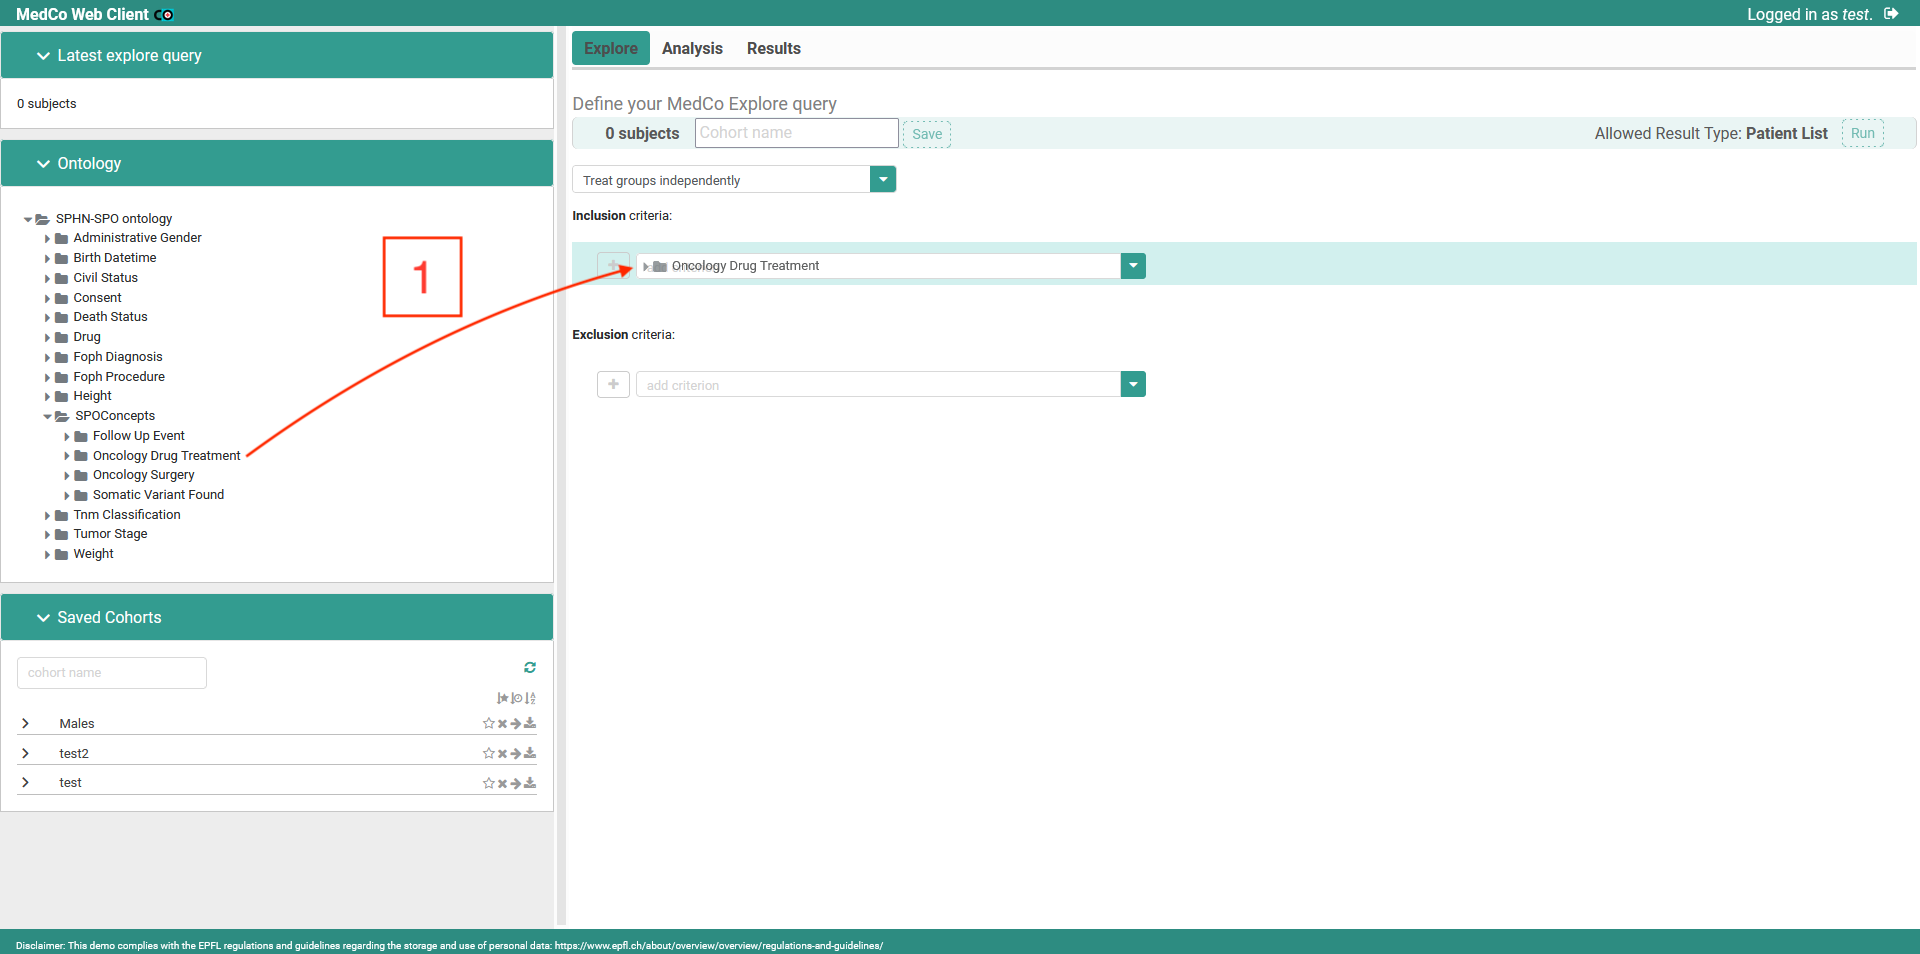 MedCo Web Client
Logged in as test.
Latest explore query
0 subjects
Ontology
SPHN-SPO ontology
Administrative Gender
Birth Datetime
Civil Status
Consent
Death Status
Drug
Foph Diagnosis
Foph Procedure
Height
SPOConcepts
Follow Up Event
Oncology Drug Treatment
Oncology Surgery
Somatic Variant Found
Tnm Classification
Tumor Stage
Weight
1
Saved Cohorts
cohort name
Males
test2
test
Explore Analysis Results
Define your MedCo Explore query
0 subjects Cohort name Save Allowed Result Type: Patient List Run
Treat groups independently
Inclusion criteria:
Oncology Drug Treatment
Exclusion criteria:
add criterion
Disclaimer: This demo complies with the EPFL regulations and guidelines regarding the storage and use of personal data: https://www.epfl.ch/about/overview/overview/regulations-and-guidelines/